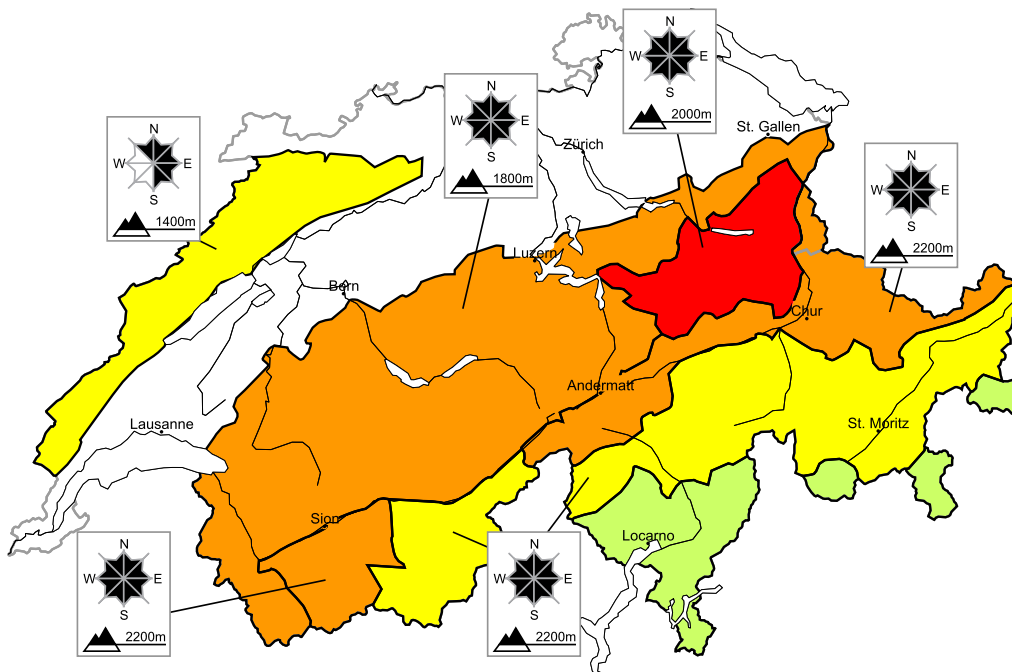 N
W E
S
2000m
St. Gallen
N
W E
S
1800m
Zürich
N
W E
S
1400m
N
W E
S
2200m
Luzern
Bern
Chur
Andermatt
Lausanne
St. Moritz
Sion
Locarno
N
W E
S
2200m
N
W E
S
2200m